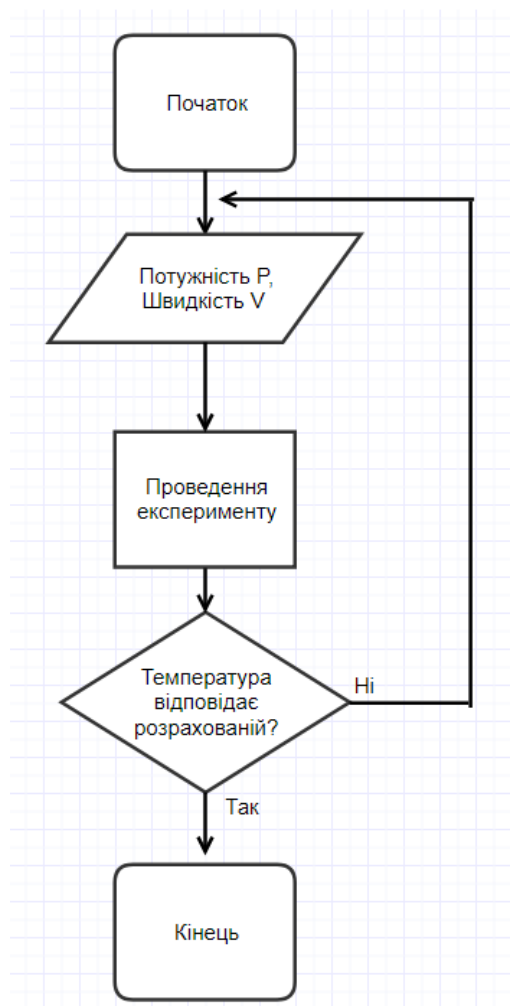 Початок
Потужність P,
Швидкість V
Проведення
експерименту
Температура
відповідає
розрахованій?
Ні
Так
Кінець